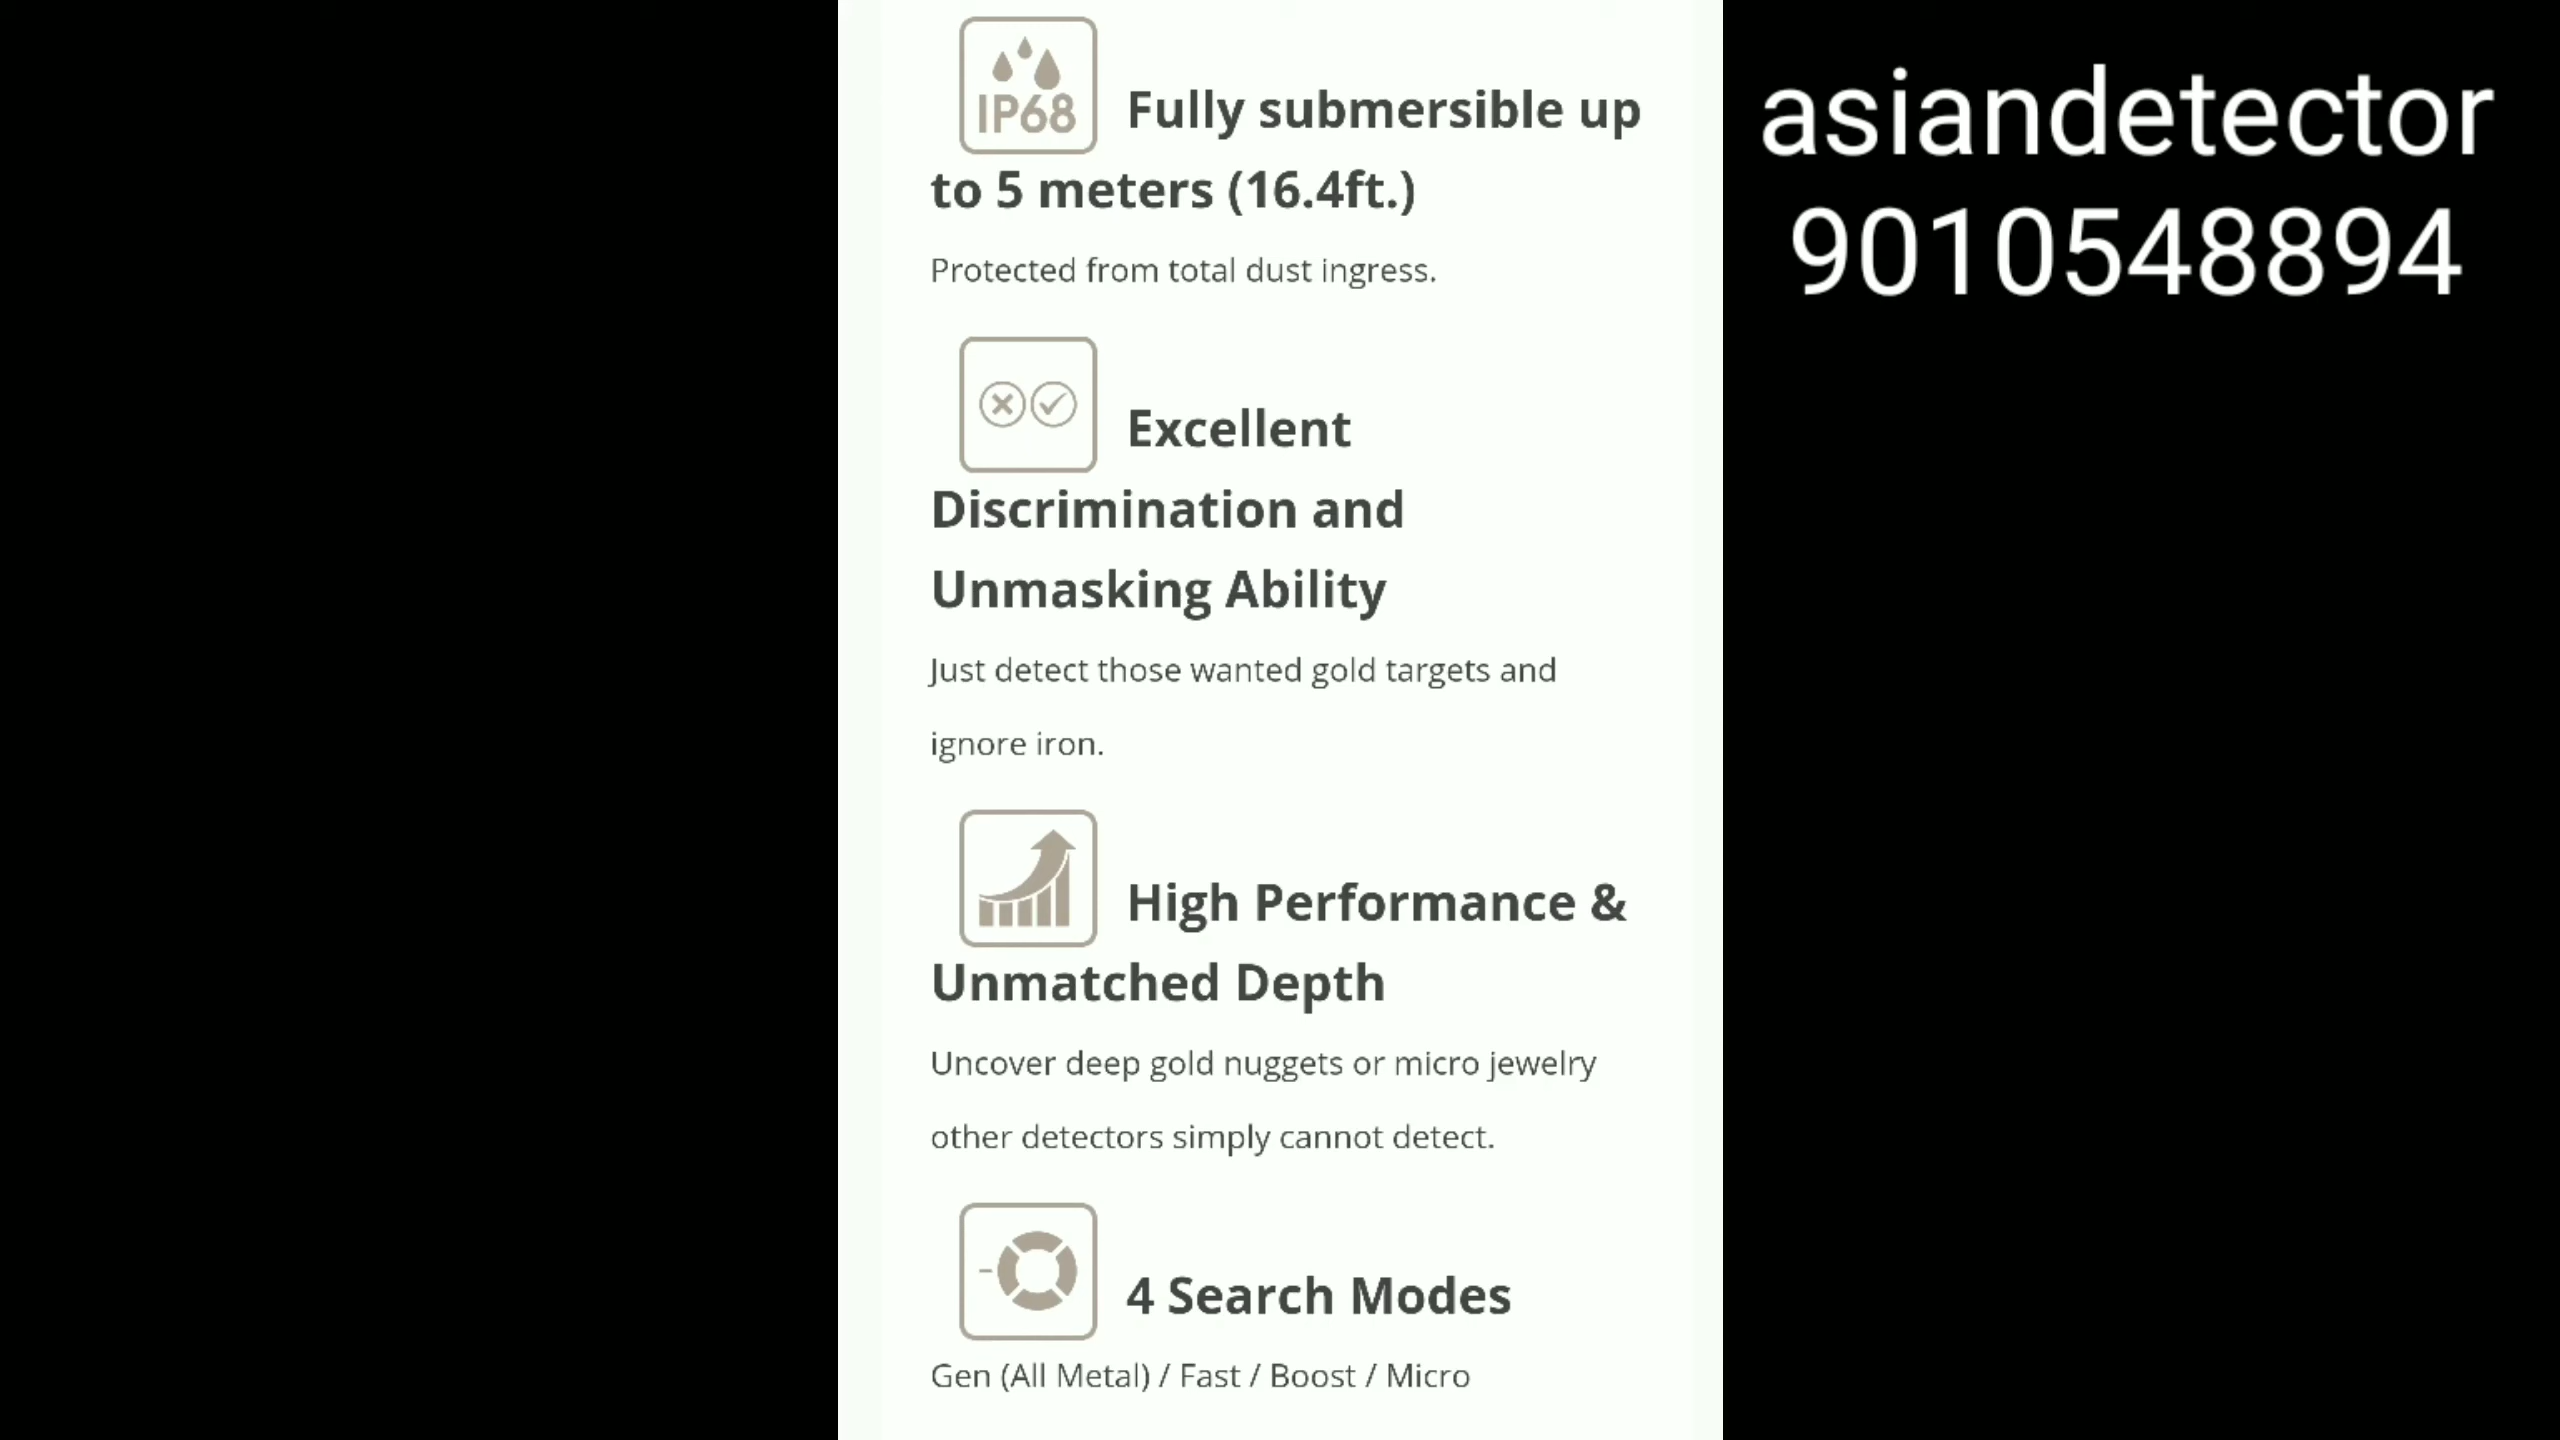 IP68
Fully submersible up
to 5 meters (16.4ft.)
Protected from total dust ingress.
Excellent
Discrimination and
Unmasking Ability
Just detect those wanted gold targets and
ignore iron.
High Performance &
Unmatched Depth
Uncover deep gold nuggets or micro jewelry
other detectors simply cannot detect.
4 Search Modes
Gen (All Metal) / Fast / Boost / Micro
asiandetector
9010548894